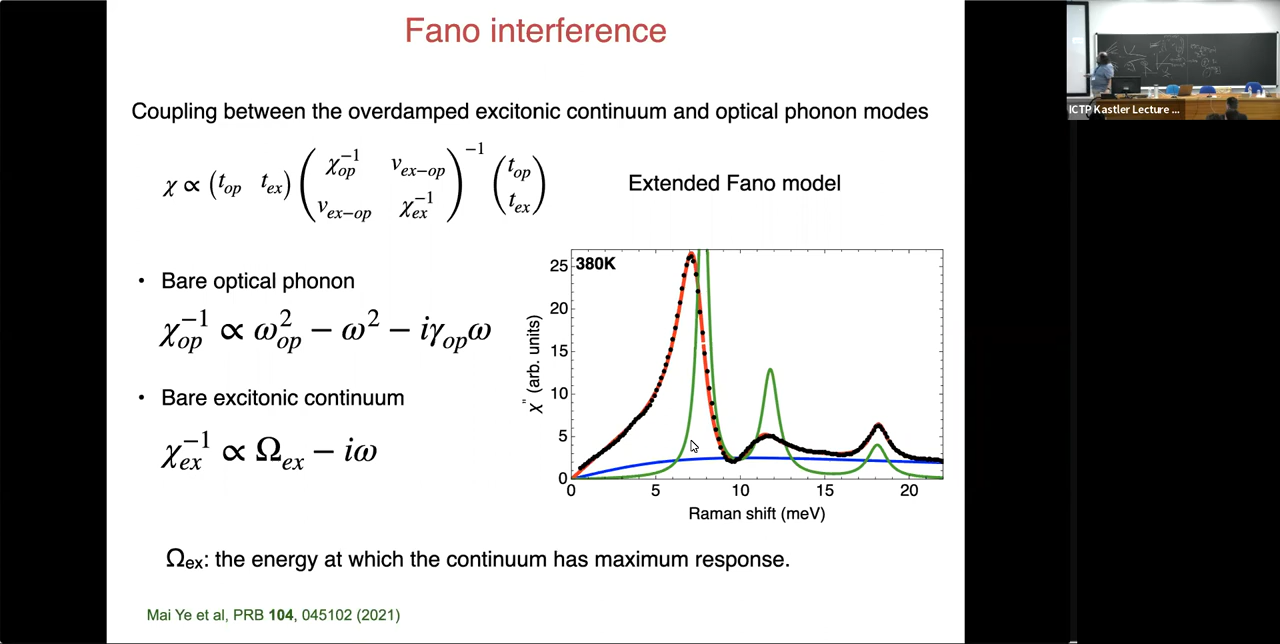 Fano interference
Coupling between the overdamped excitonic continuum and optical phonon modes
χ ∝ (t_op t_ex) (χ_op^{-1} v_{ex−op} v_{ex−op} χ_ex^{-1})^{-1} (t_op t_ex)
Extended Fano model
• Bare optical phonon
χ_op^{-1} ∝ ω_op^2 − ω^2 − iγ_op ω
• Bare excitonic continuum
χ_ex^{-1} ∝ Ω_ex − iω
380K
χ'' (arb. units)
25
20
15
10
5
0
0 5 10 15 20
Raman shift (meV)
Ω_ex: the energy at which the continuum has maximum response.
Mai Ye et al, PRB 104, 045102 (2021)
ICTP Kastler Lecture ...